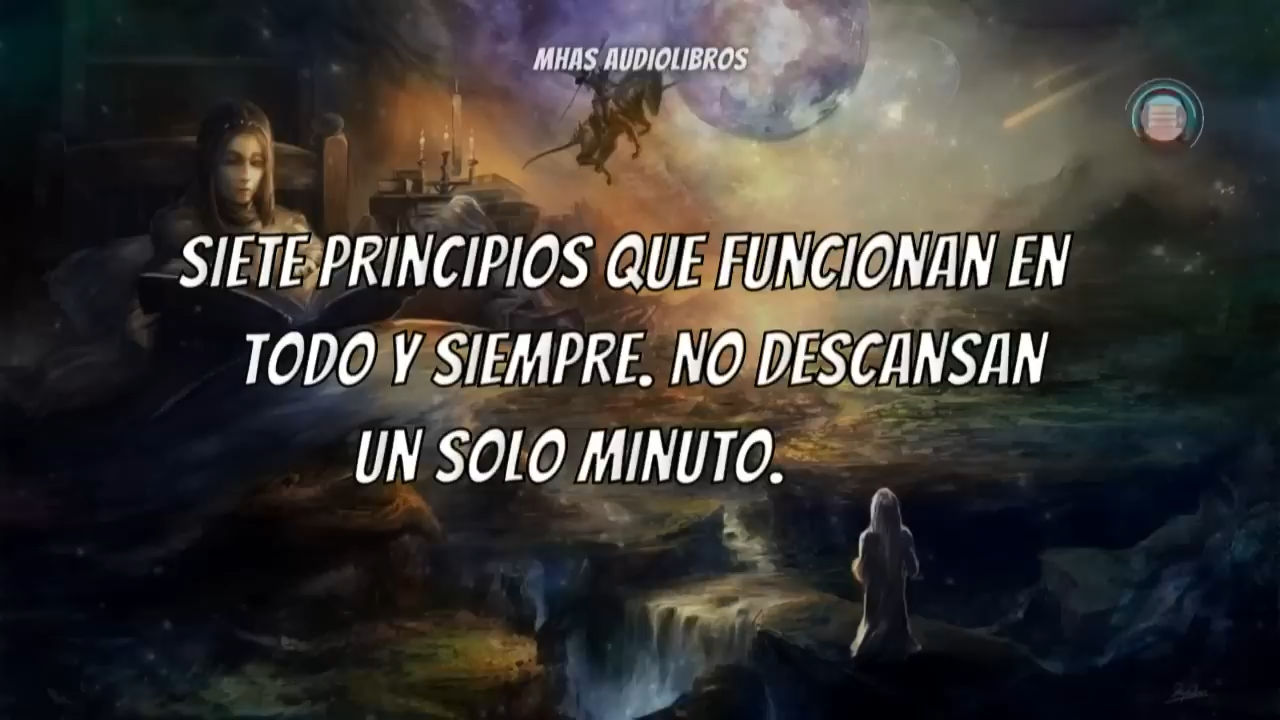 MHAS AUDIOLIBROS
SIETE PRINCIPIOS QUE FUNCIONAN EN
TODO Y SIEMPRE. NO DESCANSAN
UN SOLO MINUTO.